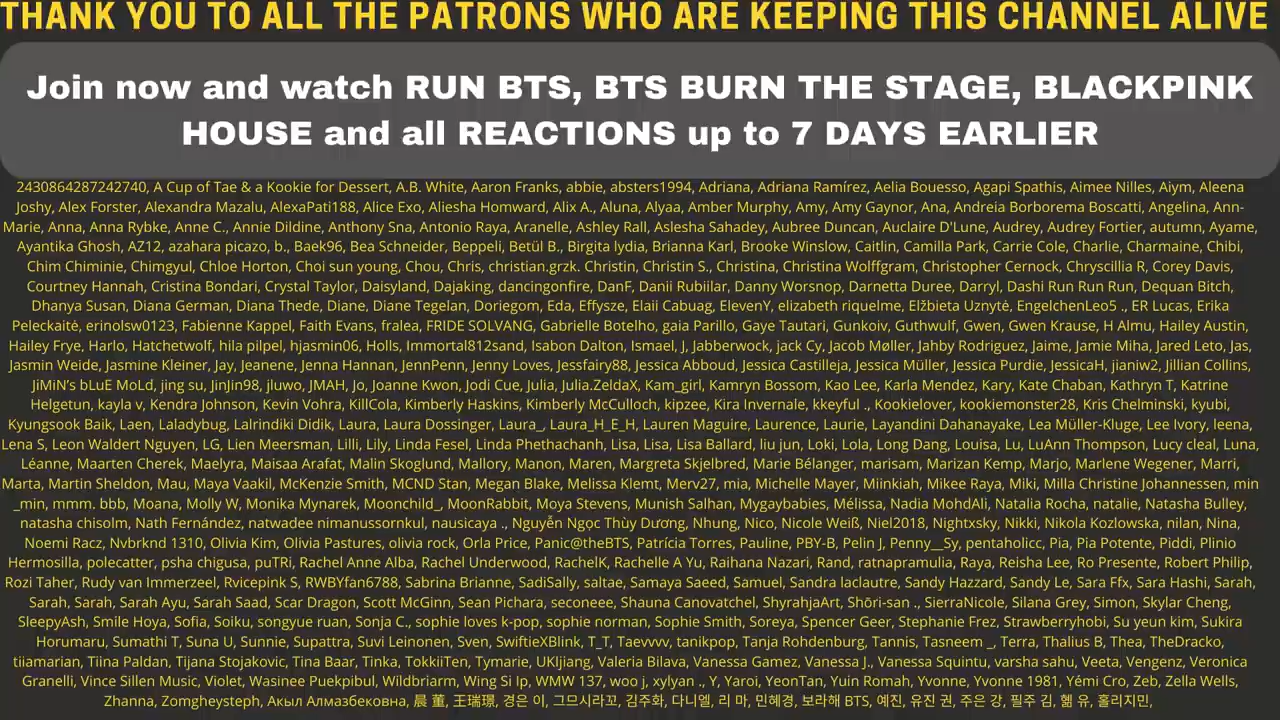 THANK YOU TO ALL THE PATRONS WHO ARE KEEPING THIS CHANNEL ALIVE
Join now and watch RUN BTS, BTS BURN THE STAGE, BLACKPINK
HOUSE and all REACTIONS up to 7 DAYS EARLIER
2430864287242740, A Cup of Tae & a Kookie for Dessert, A.B. White, Aaron Franks, abbie, absters1994, Adriana, Adriana Ramírez, Aelia Bouesso, Agapi Spathis, Aimee Nilles, Aiym, Aleena
Joshy, Alex Forster, Alexandra Mazalu, AlexaPati188, Alice Exo, Aliesha Homward, Alix A., Aluna, Alyaa, Amber Murphy, Amy, Amy Gaynor, Ana, Andreia Borborema Boscatti, Angelina, Ann-
Marie, Anna, Anna Rybke, Anne C., Annie Dildine, Anthony Sna, Antonio Raya, Aranelle, Ashley Rall, Aslesha Sahadey, Aubree Duncan, Auclaire D'Lune, Audrey, Audrey Fortier, autumn, Ayame,
Ayantika Ghosh, AZ12, azahara picazo, b., Baek96, Bea Schneider, Beppeli, Betül B., Birgita lydia, Brianna Karl, Brooke Winslow, Caitlin, Camilla Park, Carrie Cole, Charlie, Charmaine, Chibi,
Chim Chiminie, Chimgyul, Chloe Horton, Choi sun young, Chou, Chris, christian.grzk. Christin, Christin S., Christina, Christina Wolffgram, Christopher Cernock, Chryscillia R, Corey Davis,
Courtney Hannah, Cristina Bondari, Crystal Taylor, Daisyland, Dajaking, dancingonfire, DanF, Danii Rubiilar, Danny Worsnop, Darnetta Duree, Darryl, Dashi Run Run Run, Dequan Bitch,
Dhanya Susan, Diana German, Diana Thede, Diane, Diane Tegelan, Doriegom, Eda, Effysze, Elaii Cabuag, ElevenY, elizabeth riquelme, Elžbieta Uznytė, EngelchenLeo5 ., ER Lucas, Erika
Peleckaitė, erinolsw0123, Fabienne Kappel, Faith Evans, fralea, FRIDE SOLVANG, Gabrielle Botelho, gaia Parillo, Gaye Tautari, Gunkoiv, Guthwulf, Gwen, Gwen Krause, H Almu, Hailey Austin,
Hailey Frye, Harlo, Hatchetwolf, hila pilpel, hjasmin06, Holls, Immortal812sand, Isabon Dalton, Ismael, J, Jabberwock, jack Cy, Jacob Møller, Jahby Rodriguez, Jaime, Jamie Miha, Jared Leto, Jas,
Jasmin Weide, Jasmine Kleiner, Jay, Jeanene, Jenna Hannan, JennPenn, Jenny Loves, Jessfairy88, Jessica Abboud, Jessica Castilleja, Jessica Müller, Jessica Purdie, JessicaH, jianiw2, Jillian Collins,
JiMiN's bLuE MoLd, jing su, JinJin98, jluwo, JMAH, Jo, Joanne Kwon, Jodi Cue, Julia, Julia.ZeldaX, Kam_girl, Kamryn Bossom, Kao Lee, Karla Mendez, Kary, Kate Chaban, Kathryn T, Katrine
Helgetun, kayla v, Kendra Johnson, Kevin Vohra, KillCola, Kimberly Haskins, Kimberly McCulloch, kipzee, Kira Invernale, kkeyful ., Kookielover, kookiemonster28, Kris Chelminski, kyubi,
Kyungsook Baik, Laen, Laladybug, Lalrindiki Didik, Laura, Laura Dossinger, Laura_, Laura_H_E_H, Lauren Maguire, Laurence, Laurie, Layandini Dahanayake, Lea Müller-Kluge, Lee Ivory, leena,
Lena S, Leon Waldert Nguyen, LG, Lien Meersman, Lilli, Lily, Linda Fesel, Linda Phethachanh, Lisa, Lisa, Lisa Ballard, liu jun, Loki, Lola, Long Dang, Louisa, Lu, LuAnn Thompson, Lucy cleal, Luna,
Léanne, Maarten Cherek, Maelyra, Maisaa Arafat, Malin Skoglund, Mallory, Manon, Maren, Margreta Skjelbred, Marie Bélanger, marisam, Marizan Kemp, Marjo, Marlene Wegener, Marri,
Marta, Martin Sheldon, Mau, Maya Vaakil, McKenzie Smith, MCND Stan, Megan Blake, Melissa Klemt, Merv27, mia, Michelle Mayer, Miinkiah, Mikee Raya, Miki, Milla Christine Johannessen, min
_min, mmm. bbb, Moana, Molly W, Monika Mynarek, Moonchild_, MoonRabbit, Moya Stevens, Munish Salhan, Mygaybabies, Mélissa, Nadia MohdAli, Natalia Rocha, natalie, Natasha Bulley,
natasha chisolm, Nath Fernández, natwadee nimanussornkul, nausicaya ., Nguyễn Ngọc Thùy Dương, Nhung, Nico, Nicole Weiß, Niel2018, Nightxsky, Nikki, Nikola Kozlowska, nilan, Nina,
Noemi Racz, Nvbrknd 1310, Olivia Kim, Olivia Pastures, olivia rock, Orla Price, Panic@theBTS, Patrícia Torres, Pauline, PBY-B, Pelin J, Penny__Sy, pentaholicc, Pia, Pia Potente, Piddi, Plinio
Hermosilla, polecatter, psha chigusa, puTRi, Rachel Anne Alba, Rachel Underwood, RachelK, Rachelle A Yu, Raihana Nazari, Rand, ratnapramulia, Raya, Reisha Lee, Ro Presente, Robert Philip,
Rozi Taher, Rudy van Immerzeel, Rvicepink S, RWBYfan6788, Sabrina Brianne, SadiSally, saltae, Samaya Saeed, Samuel, Sandra laclautre, Sandy Hazzard, Sandy Le, Sara Ffx, Sara Hashi, Sarah,
Sarah, Sarah, Sarah Ayu, Sarah Saad, Scar Dragon, Scott McGinn, Sean Pichara, seconeee, Shauna Canovatchel, ShyrahjaArt, Shōri-san ., SierraNicole, Silana Grey, Simon, Skylar Cheng,
SleepyAsh, Smile Hoya, Sofia, Soiku, songyue ruan, Sonja C., sophie loves k-pop, sophie norman, Sophie Smith, Soreya, Spencer Geer, Stephanie Frez, Strawberryhobi, Su yeun kim, Sukira
Horumaru, Sumathi T, Suna U, Sunnie, Supattra, Suvi Leinonen, Sven, SwiftieXBlink, T_T, Taevvvv, tanikpop, Tanja Rohdenburg, Tannis, Tasneem _, Terra, Thalius B, Thea, TheDracko,
tiiamarian, Tiina Paldan, Tijana Stojakovic, Tina Baar, Tinka, TokkiiTen, Tymarie, UKIjiang, Valeria Bilava, Vanessa Gamez, Vanessa J., Vanessa Squintu, varsha sahu, Veeta, Vengenz, Veronica
Granelli, Vince Sillen Music, Violet, Wasinee Puekpibul, Wildbriarm, Wing Si Ip, WMW 137, woo j, xylyan ., Y, Yaroi, YeonTan, Yuin Romah, Yvonne, Yvonne 1981, Yémi Cro, Zeb, Zella Wells,
Zhanna, Zomgheysteph, Акыл Алмазбековна, 晨 董, 王瑞璟, 경은 이, 그므시라꼬, 김주화, 다니엘, 리 마, 민혜경, 보라해 BTS, 예진, 유진 권, 주은 강, 필주 김, 혦 유, 홀리지민,